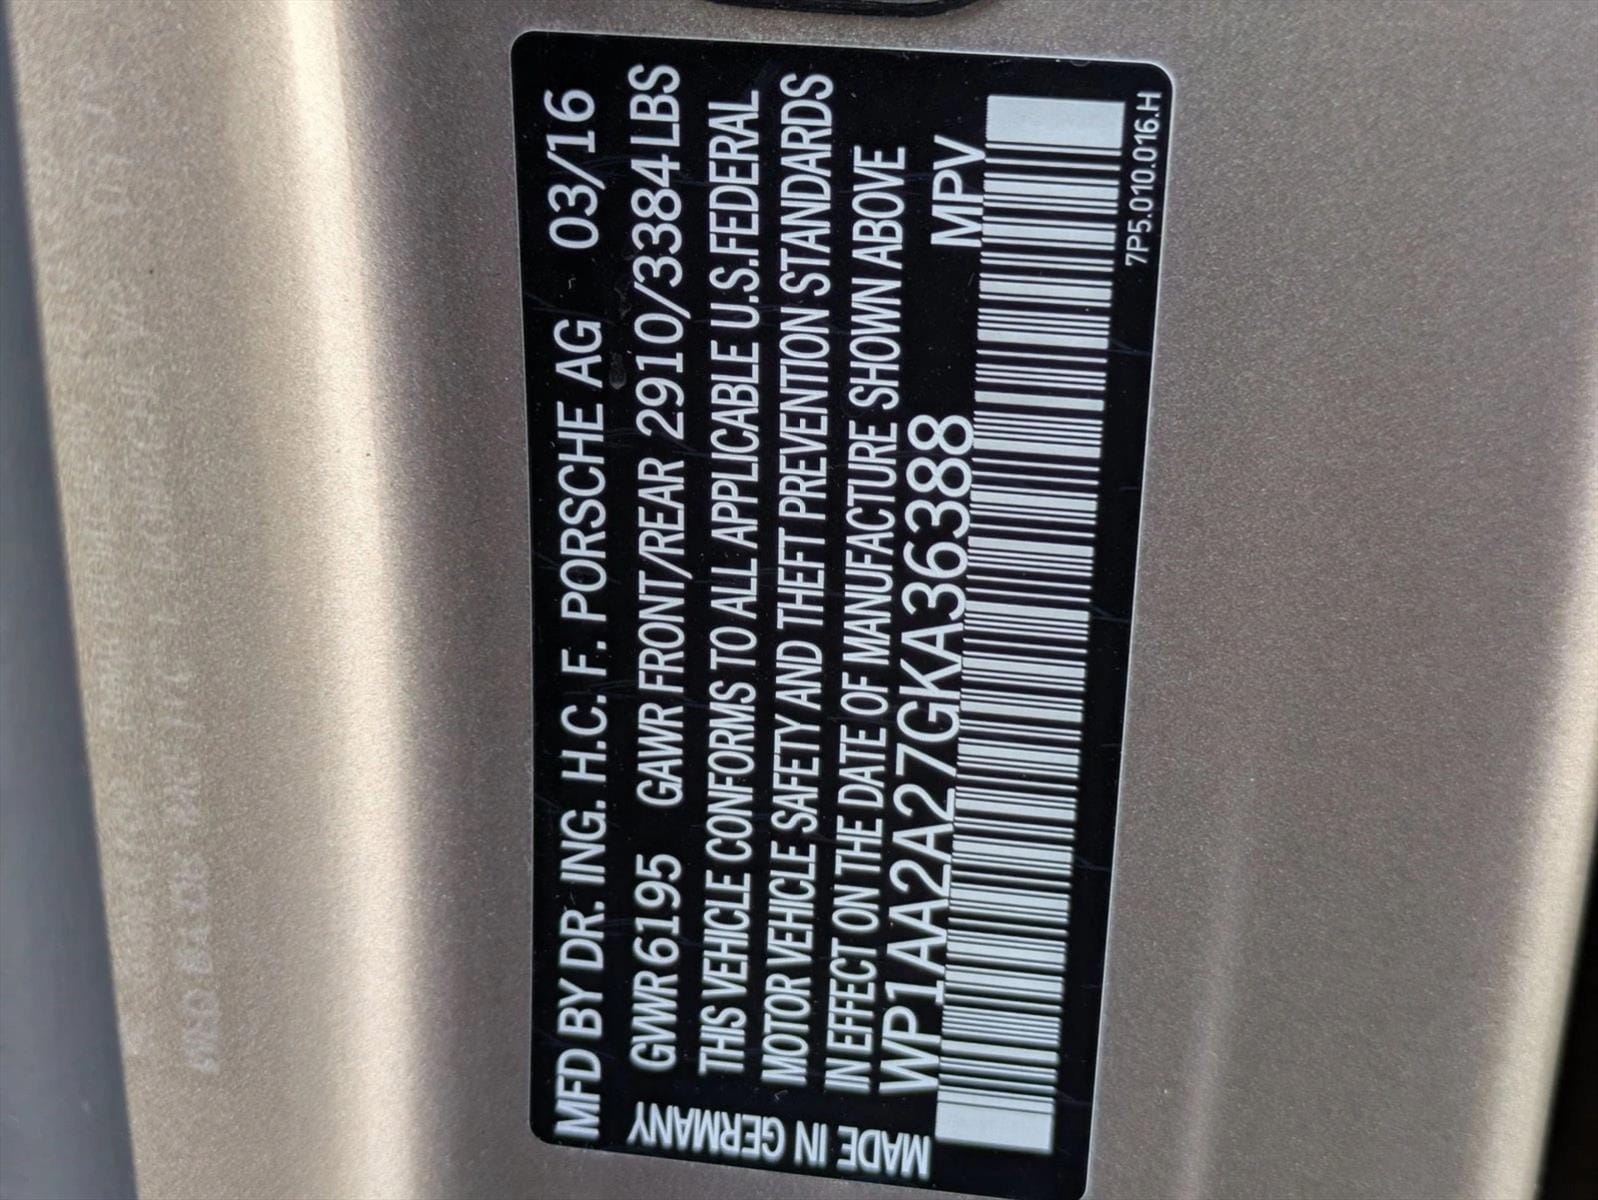 MFD BY DR. ING. H.C. F. PORSCHE AG 03/16
GVWR 6195 GAWR FRONT/REAR 2910/3384 LBS
THIS VEHICLE CONFORMS TO ALL APPLICABLE U.S.FEDERAL
MOTOR VEHICLE SAFETY AND THEFT PREVENTION STANDARDS
IN EFFECT ON THE DATE OF MANUFACTURE SHOWN ABOVE
WP1AA2A27GKA36388 MPV
MADE IN GERMANY
7P5.010.016.H